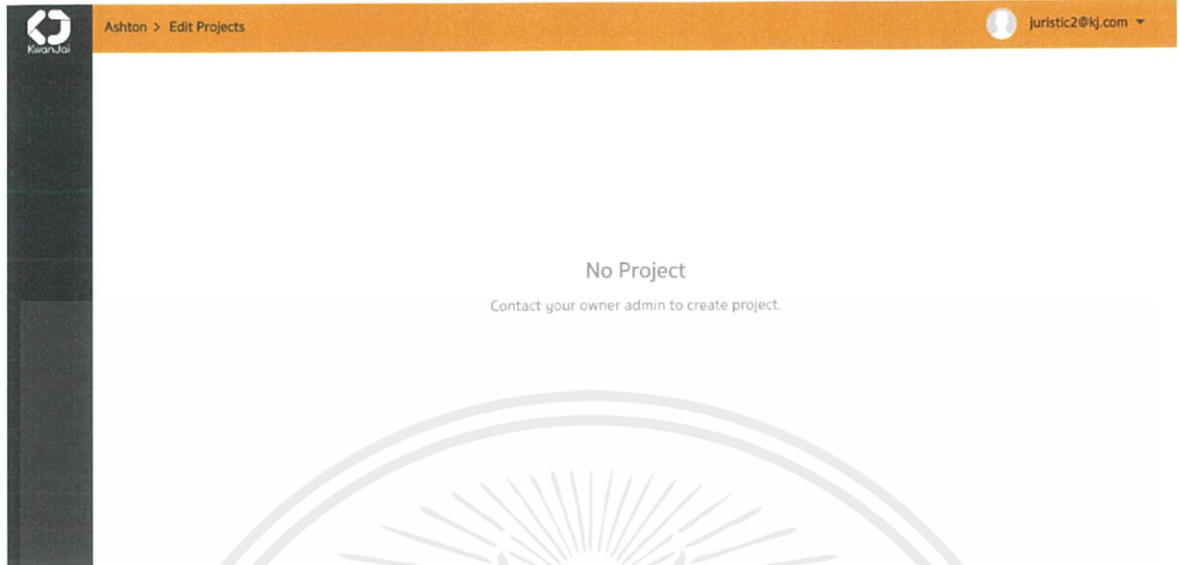 KwanJai
Ashton > Edit Projects
juristic2@kj.com
No Project
Contact your owner admin to create project.